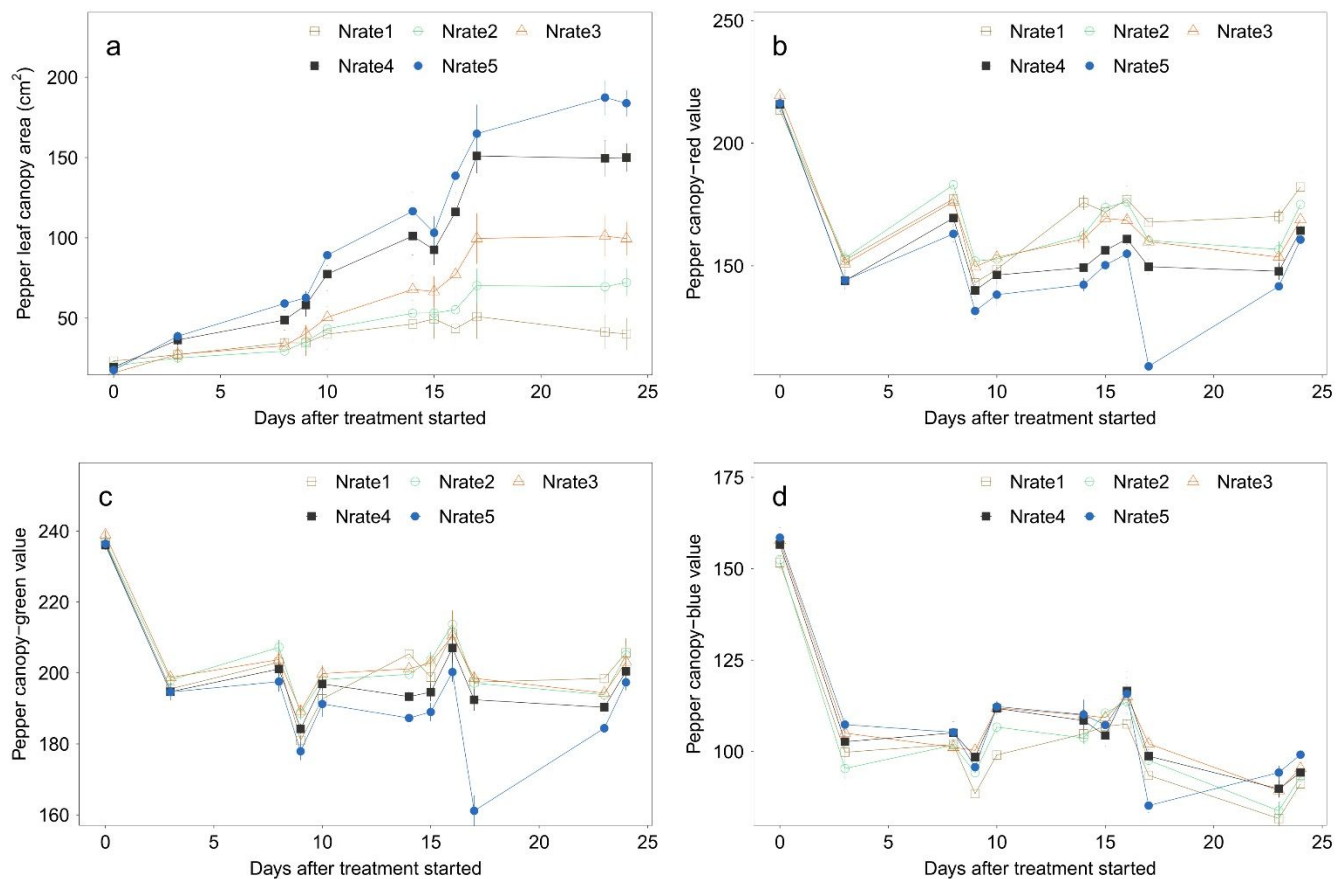 a
Nrate1 Nrate2 Nrate3
Nrate4 Nrate5
Pepper leaf canopy area (cm²)
200
150
100
50
0 5 10 15 20 25
Days after treatment started
b
Nrate1 Nrate2 Nrate3
Nrate4 Nrate5
Pepper canopy−red value
250
200
150
0 5 10 15 20 25
Days after treatment started
c
Nrate1 Nrate2 Nrate3
Nrate4 Nrate5
Pepper canopy−green value
240
220
200
180
160
0 5 10 15 20 25
Days after treatment started
d
Nrate1 Nrate2 Nrate3
Nrate4 Nrate5
Pepper canopy−blue value
175
150
125
100
0 5 10 15 20 25
Days after treatment started